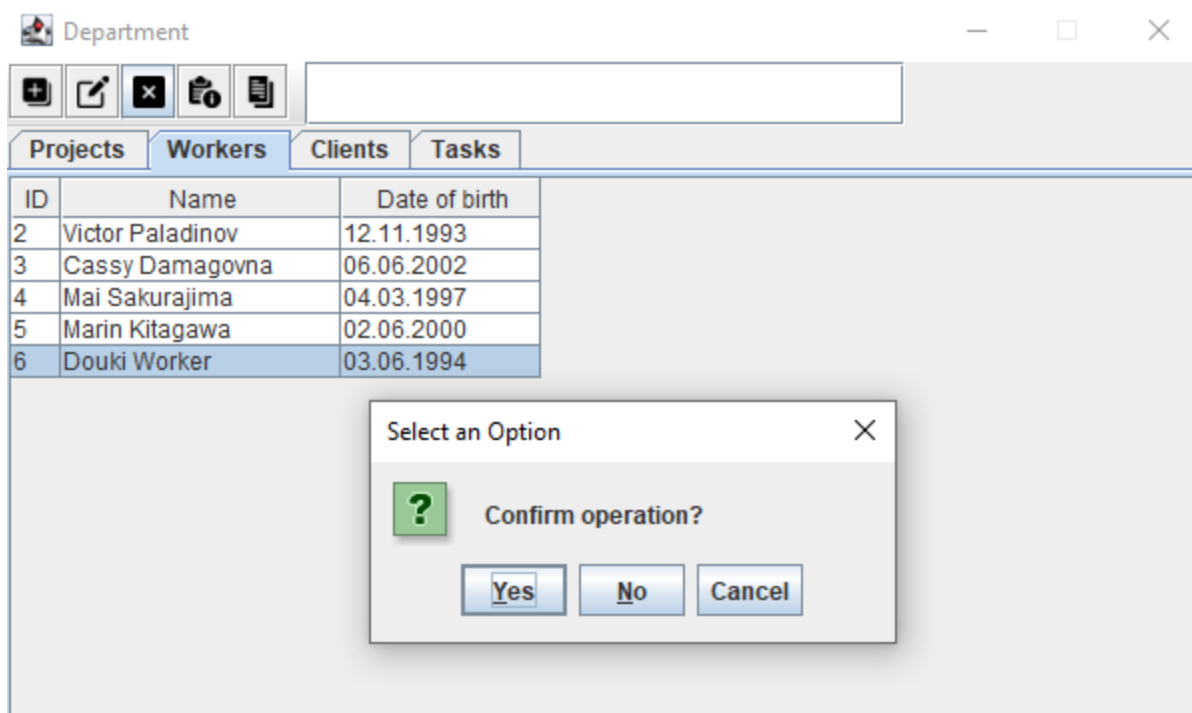 Department
Projects Workers Clients Tasks
ID Name Date of birth
2 Victor Paladinov 12.11.1993
3 Cassy Damagovna 06.06.2002
4 Mai Sakurajima 04.03.1997
5 Marin Kitagawa 02.06.2000
6 Douki Worker 03.06.1994
Select an Option
? Confirm operation?
Yes No Cancel